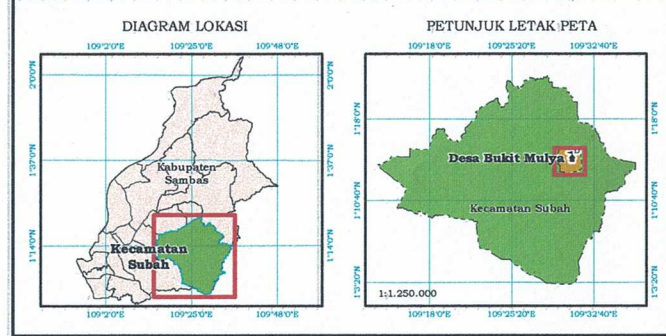 DIAGRAM LOKASI
109°2'0"E 109°25'0"E 109°48'0"E
2°0'0"N 2°0'0"N
1°37'0"N 1°37'0"N
Kabupaten
Sambas
1°14'0"N 1°14'0"N
Kecamatan
Subah
109°2'0"E 109°25'0"E 109°48'0"E
PETUNJUK LETAK PETA
109°18'0"E 109°25'20"E 109°32'40"E
1°18'0"N 1°18'0"N
Desa Bukit Mulya
1°10'40"N 1°10'40"N
Kecamatan Subah
1°3'20"N 1°3'20"N
1:1.250.000
109°18'0"E 109°25'20"E 109°32'40"E